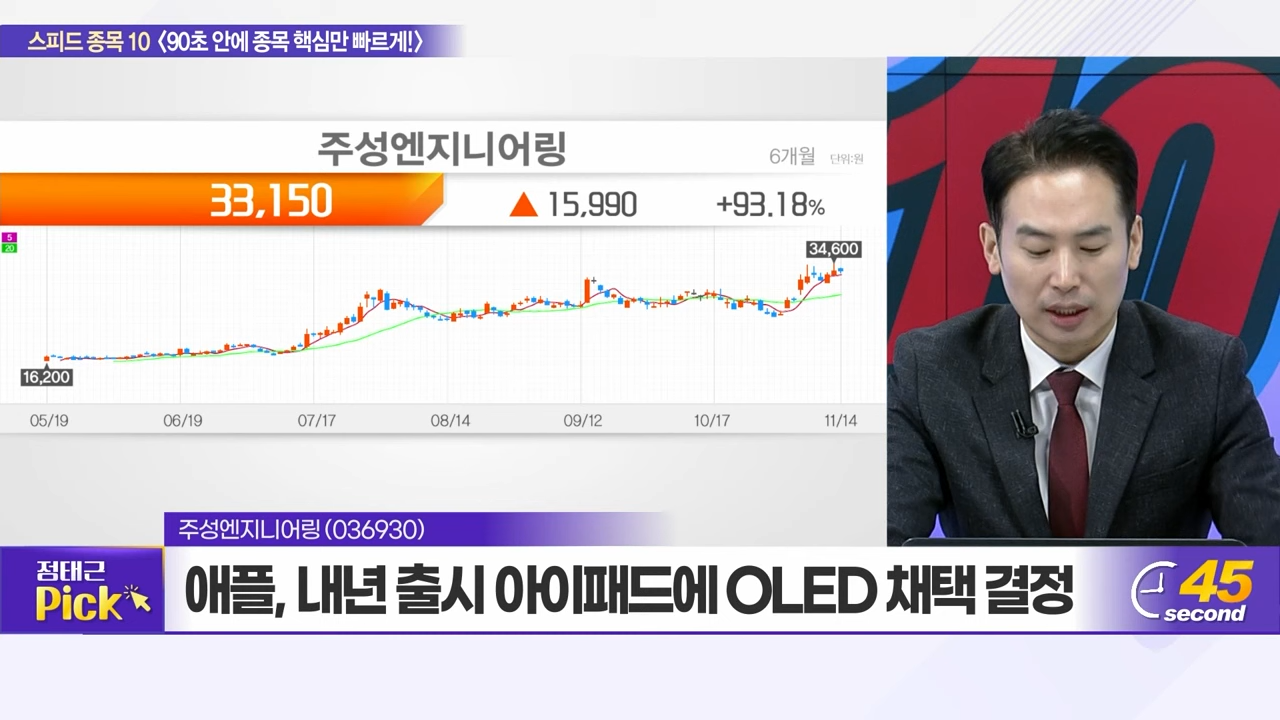 스피드 종목 10 <90초 안에 종목 핵심만 빠르게!>
주성엔지니어링
6개월 단위:원
33,150 ▲ 15,990 +93.18%
5
20
34,600
16,200
05/19 06/19 07/17 08/14 09/12 10/17 11/14
주성엔지니어링(036930)
정태근
Pick
애플, 내년 출시 아이패드에 OLED 채택 결정
45
second
10